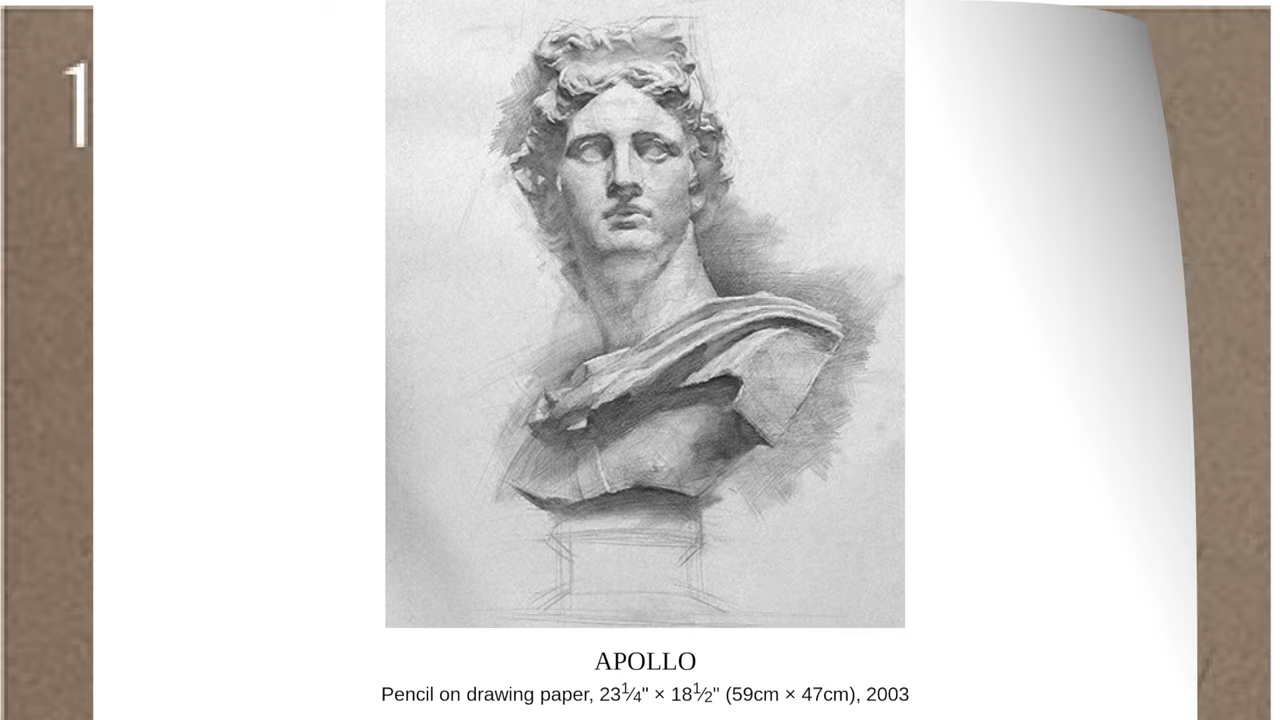 1
APOLLO
Pencil on drawing paper, 23¼" × 18½" (59cm × 47cm), 2003